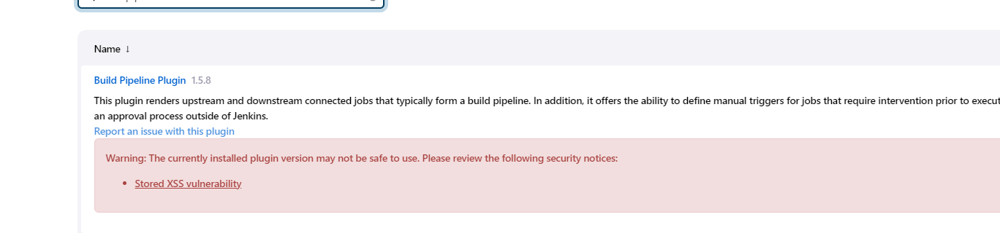 Name ↓
Build Pipeline Plugin 1.5.8
This plugin renders upstream and downstream connected jobs that typically form a build pipeline. In addition, it offers the ability to define manual triggers for jobs that require intervention prior to
an approval process outside of Jenkins.
Report an issue with this plugin
Warning: The currently installed plugin version may not be safe to use. Please review the following security notices:
• Stored XSS vulnerability